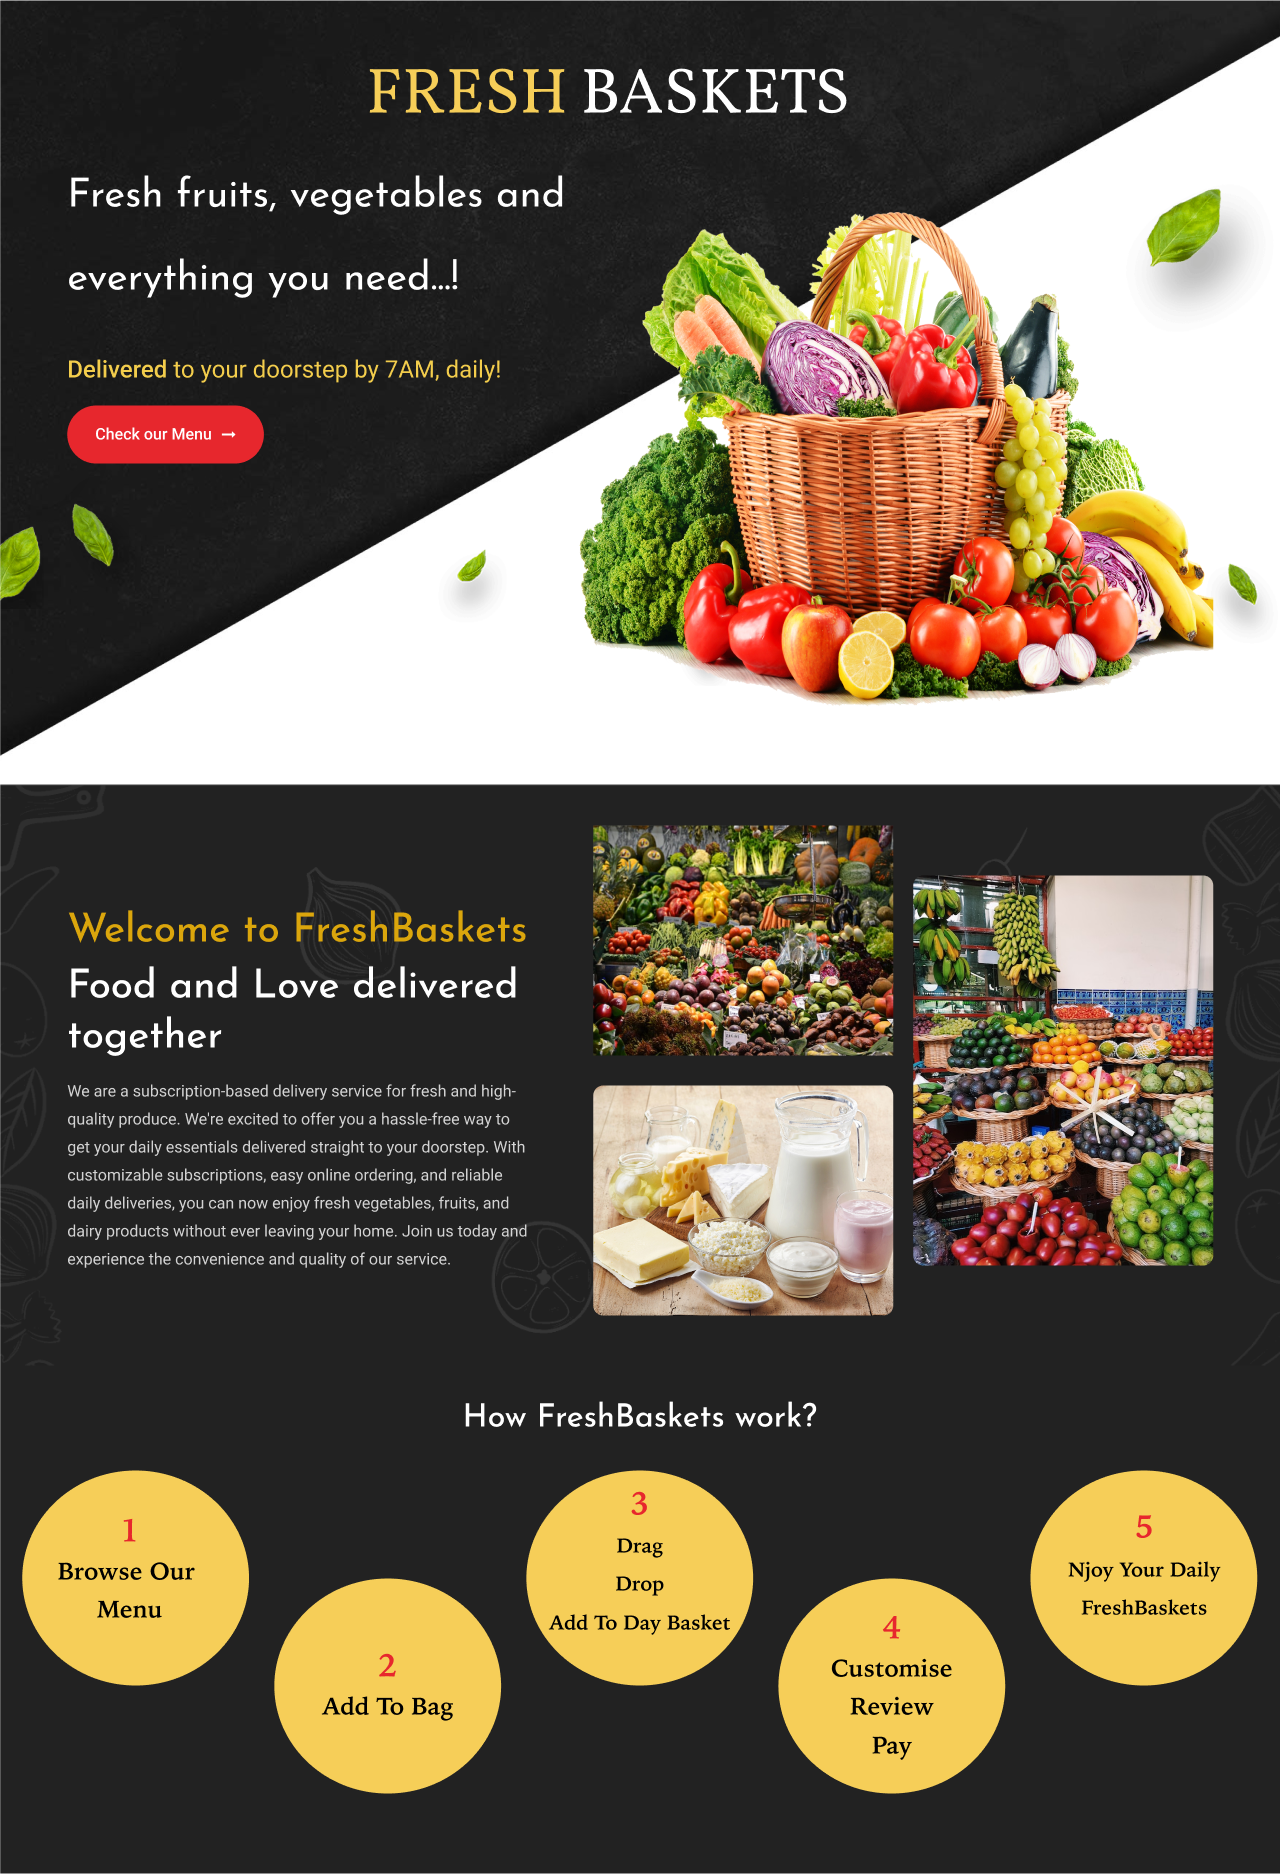 FRESH BASKETS
Fresh fruits, vegetables and
everything you need...!
Delivered to your doorstep by 7AM, daily!
Check our Menu
Welcome to FreshBaskets
Food and Love delivered
together
We are a subscription-based delivery service for fresh and high-
quality produce. We're excited to offer you a hassle-free way to
get your daily essentials delivered straight to your doorstep. With
customizable subscriptions, easy online ordering, and reliable
daily deliveries, you can now enjoy fresh vegetables, fruits, and
dairy products without ever leaving your home. Join us today and
experience the convenience and quality of our service.
How FreshBaskets work?
1
Browse Our
Menu
2
Add To Bag
3
Drag
Drop
Add To Day Basket
4
Customise
Review
Pay
5
Njoy Your Daily
FreshBaskets